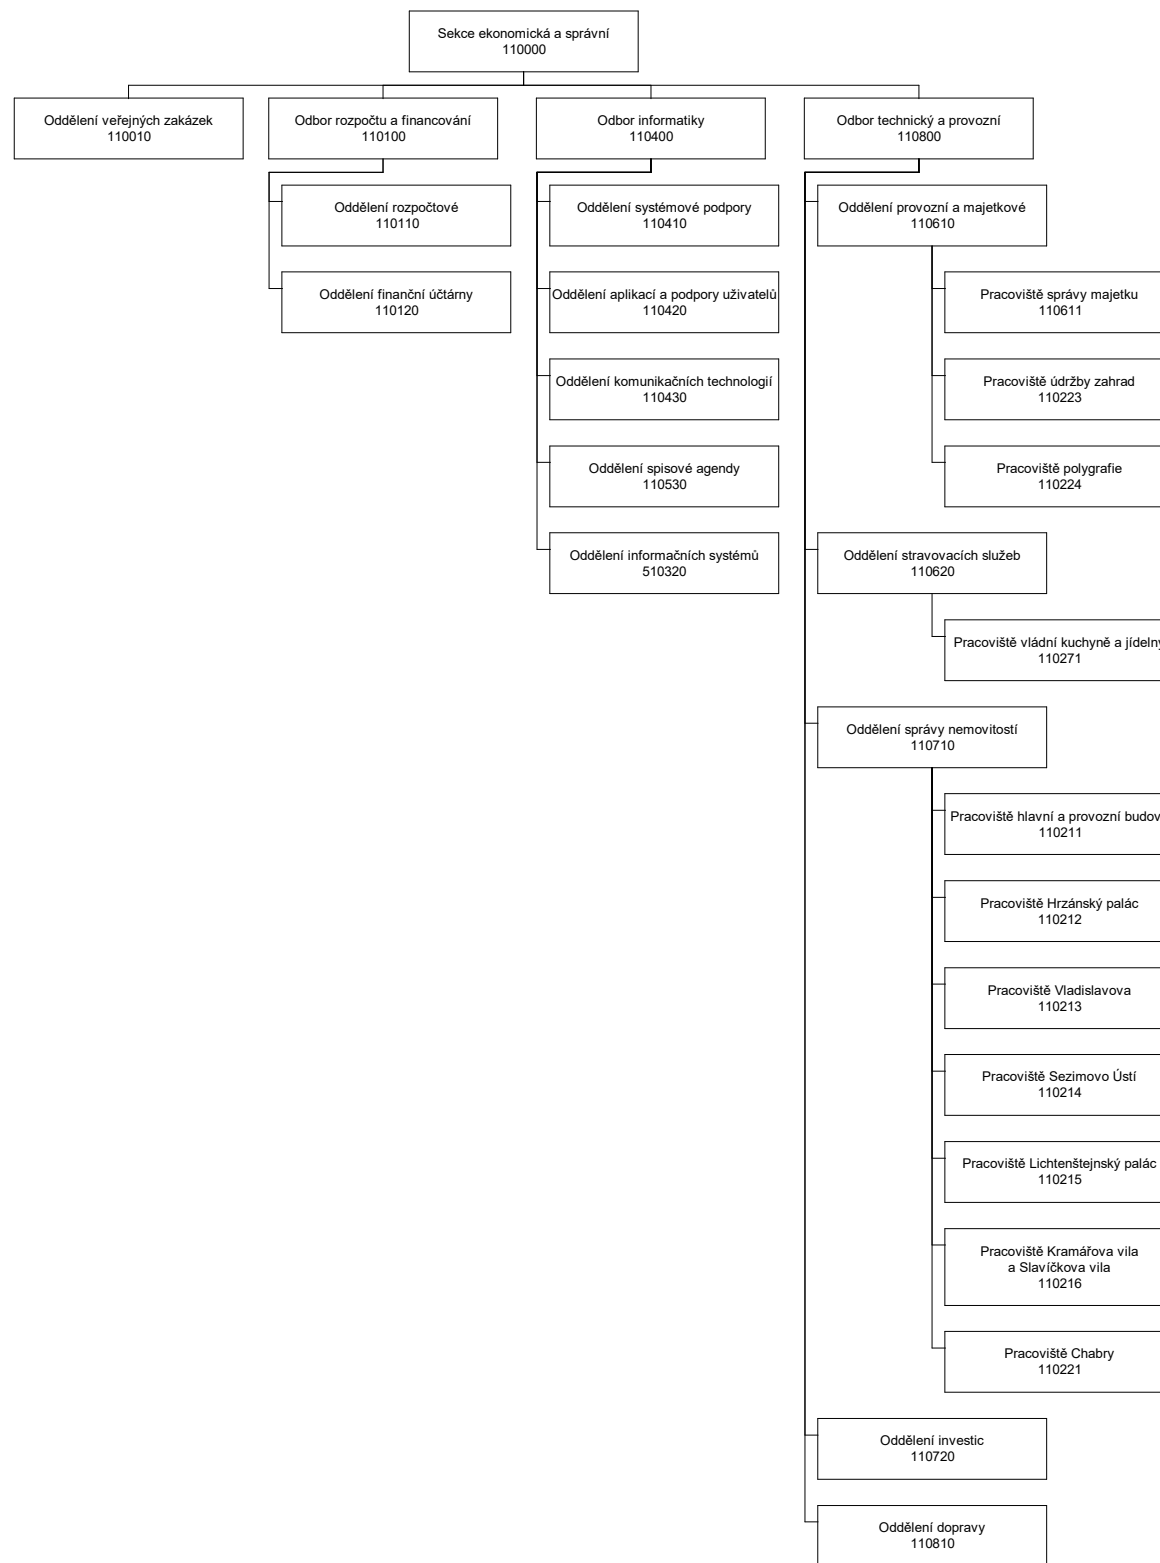 Sekce ekonomická a správní
110000
Oddělení veřejných zakázek
110010
Odbor rozpočtu a financování
110100
Oddělení rozpočtové
110110
Oddělení finanční účtárny
110120
Odbor informatiky
110400
Oddělení systémové podpory
110410
Oddělení aplikací a podpory uživatelů
110420
Oddělení komunikačních technologií
110430
Oddělení spisové agendy
110530
Oddělení informačních systémů
510320
Odbor technický a provozní
110800
Oddělení provozní a majetkové
110610
Pracoviště správy majetku
110611
Pracoviště údržby zahrad
110223
Pracoviště polygrafie
110224
Oddělení stravovacích služeb
110620
Pracoviště vládní kuchyně a jídelny
110271
Oddělení správy nemovitostí
110710
Pracoviště hlavní a provozní budov
110211
Pracoviště Hrzánský palác
110212
Pracoviště Vladislavova
110213
Pracoviště Sezimovo Ústí
110214
Pracoviště Lichtenštejnský palác
110215
Pracoviště Kramářova vila
a Slavíčkova vila
110216
Pracoviště Chabry
110221
Oddělení investic
110720
Oddělení dopravy
110810